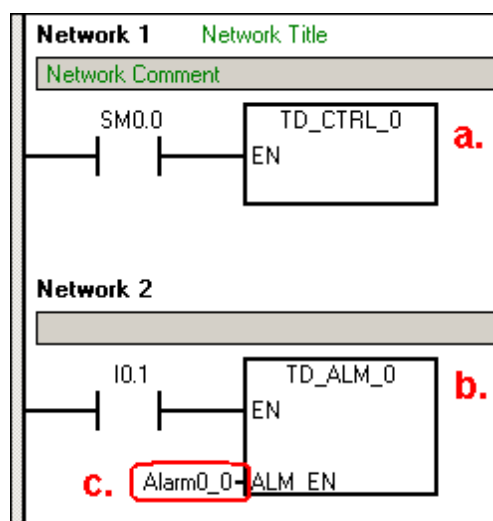 Network 1 Network Title
Network Comment
SM0.0 TD_CTRL_0
EN
a.
Network 2
I0.1 TD_ALM_0
EN
b.
c. Alarm0_0 ALM_EN